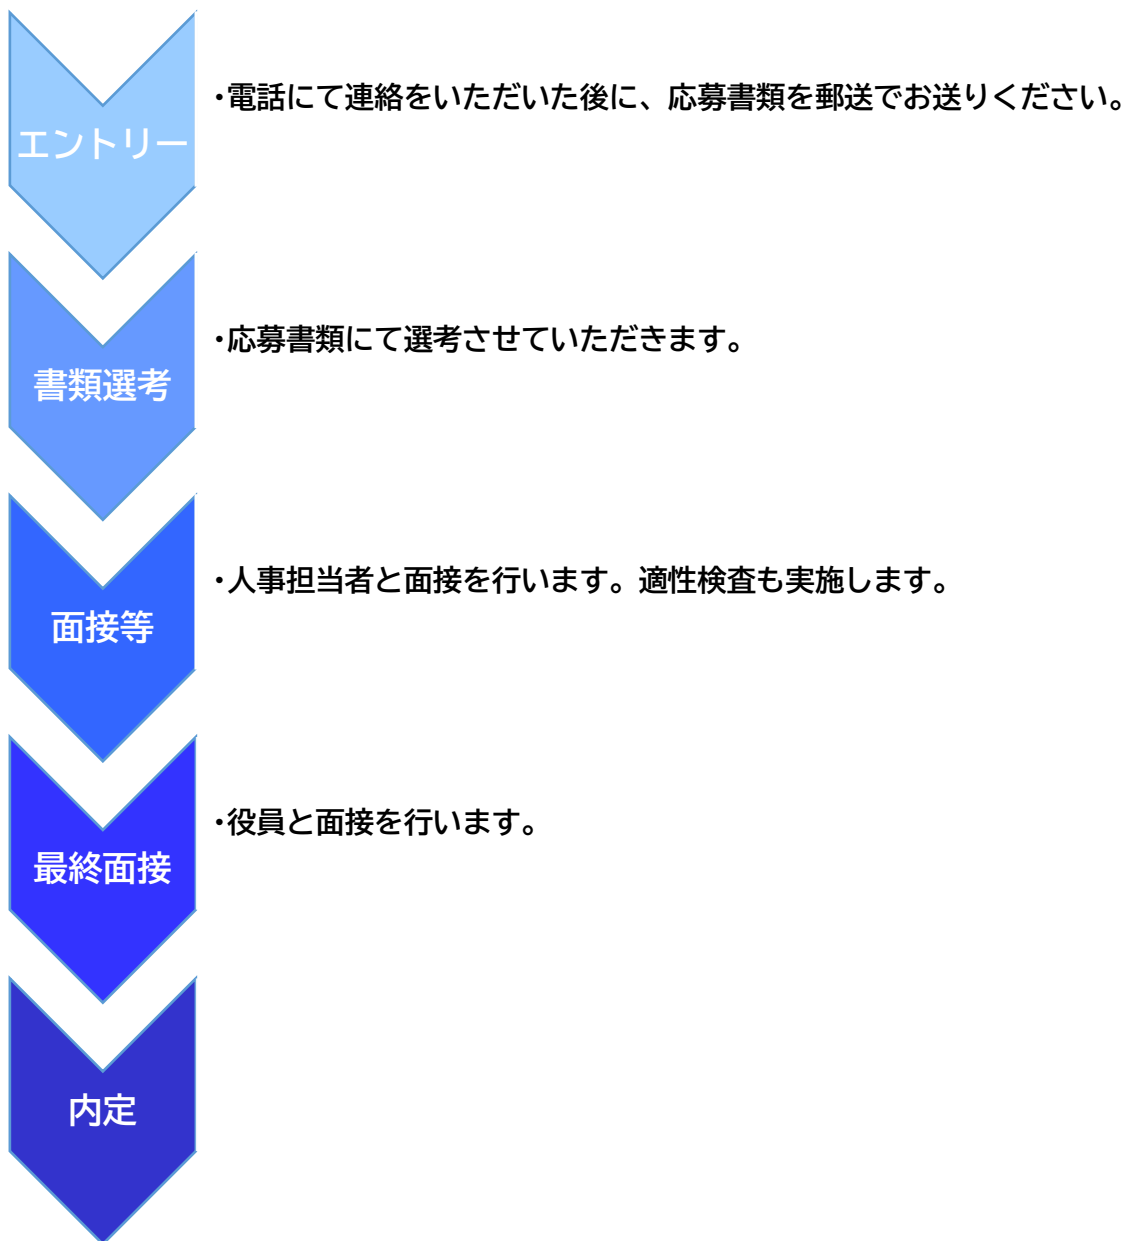 エントリー
・電話にて連絡をいただいた後に、応募書類を郵送でお送りください。
書類選考
・応募書類にて選考させていただきます。
面接等
・人事担当者と面接を行います。適性検査も実施します。
最終面接
・役員と面接を行います。
内定